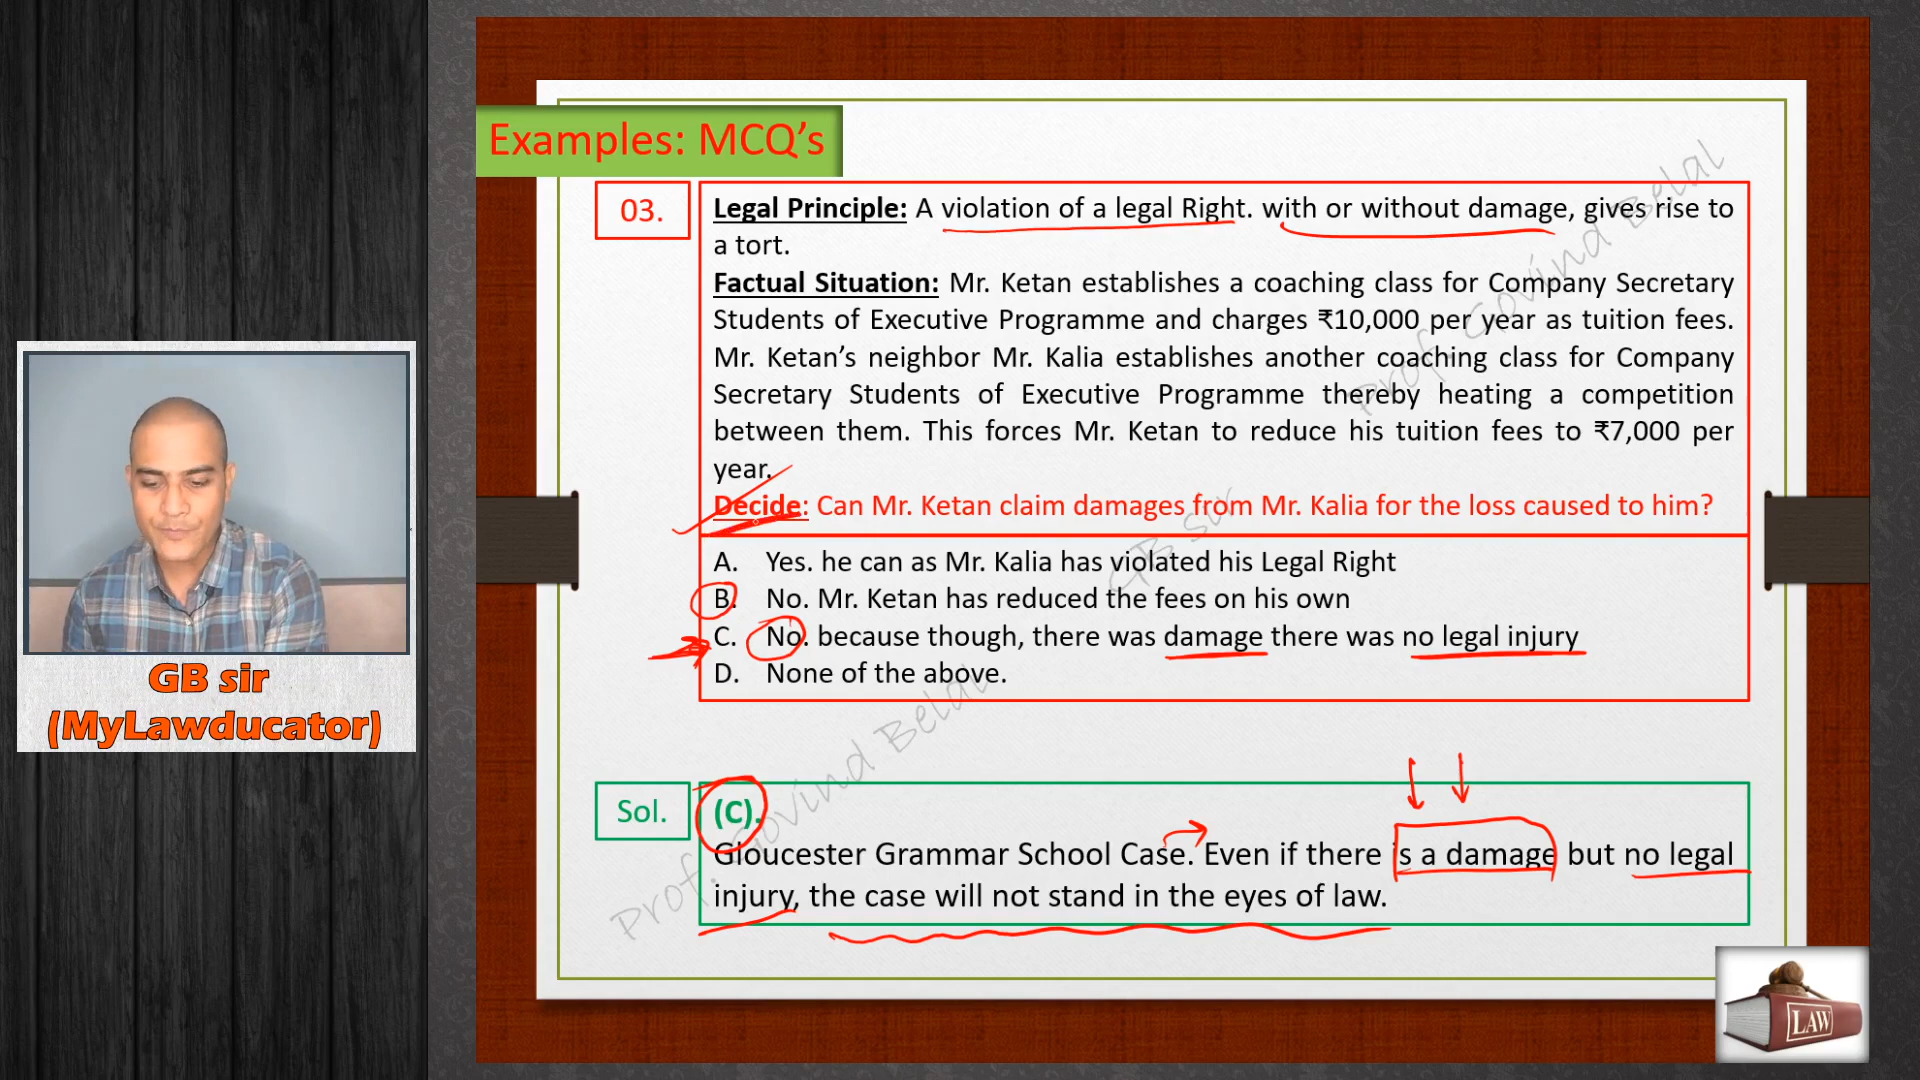 Examples: MCQ's
03.
Legal Principle: A violation of a legal Right. with or without damage, gives rise to
a tort.
Factual Situation: Mr. Ketan establishes a coaching class for Company Secretary
Students of Executive Programme and charges ₹10,000 per year as tuition fees.
Mr. Ketan's neighbor Mr. Kalia establishes another coaching class for Company
Secretary Students of Executive Programme thereby heating a competition
between them. This forces Mr. Ketan to reduce his tuition fees to ₹7,000 per
year.
Decide: Can Mr. Ketan claim damages from Mr. Kalia for the loss caused to him?
A. Yes. he can as Mr. Kalia has violated his Legal Right
B. No. Mr. Ketan has reduced the fees on his own
C. No. because though, there was damage there was no legal injury
D. None of the above.
GB sir
(MyLawducator)
Sol.
(C).
Gloucester Grammar School Case. Even if there is a damage but no legal
injury, the case will not stand in the eyes of law.
Prof. Govind Belal
GB sir
Prof. Govind Belal
LAW